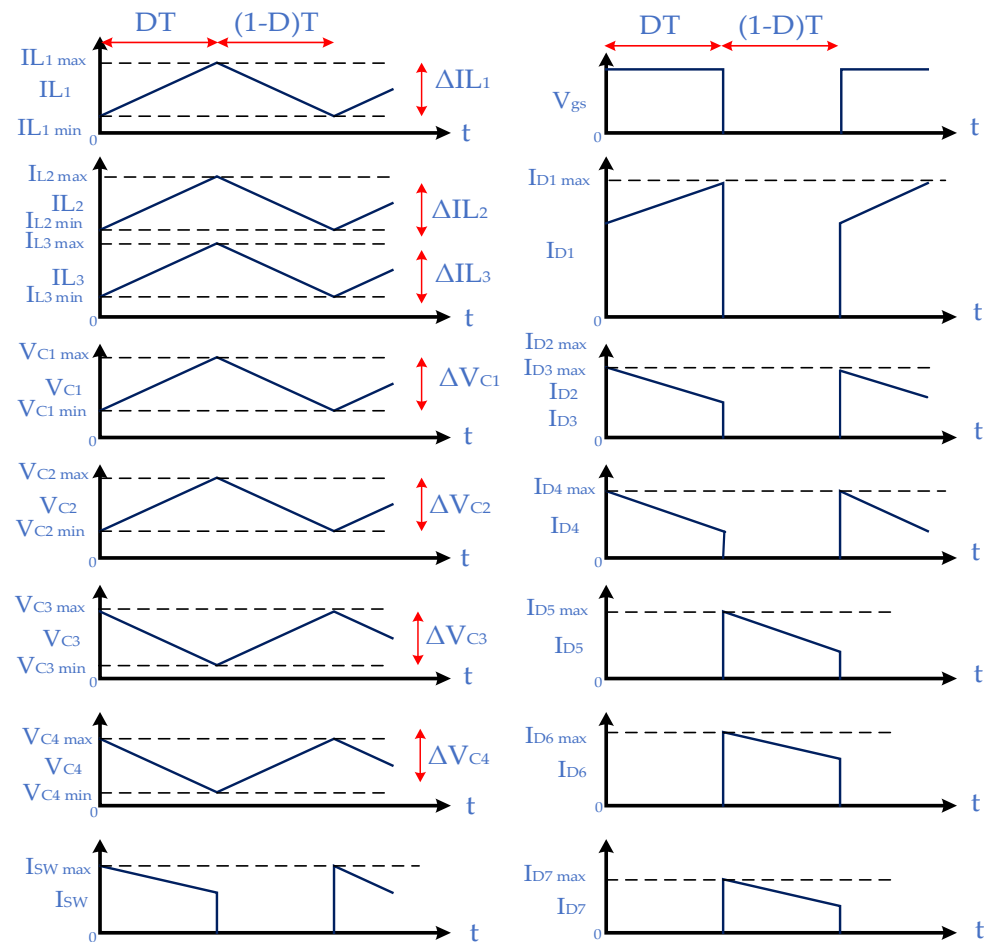 DT (1-D)T
IL1 max
IL1
IL1 min
0
ΔIL1
t
IL2 max
IL2
IL2 min
IL3 max
IL3
IL3 min
0
ΔIL2
ΔIL3
t
VC1 max
VC1
VC1 min
0
ΔVC1
t
VC2 max
VC2
VC2 min
0
ΔVC2
t
VC3 max
VC3
VC3 min
0
ΔVC3
t
VC4 max
VC4
VC4 min
0
ΔVC4
t
ISW max
ISW
0
t
DT (1-D)T
Vgs
0
t
ID1 max
ID1
0
t
ID2 max
ID3 max
ID2
ID3
0
t
ID4 max
ID4
0
t
ID5 max
ID5
0
t
ID6 max
ID6
0
t
ID7 max
ID7
0
t